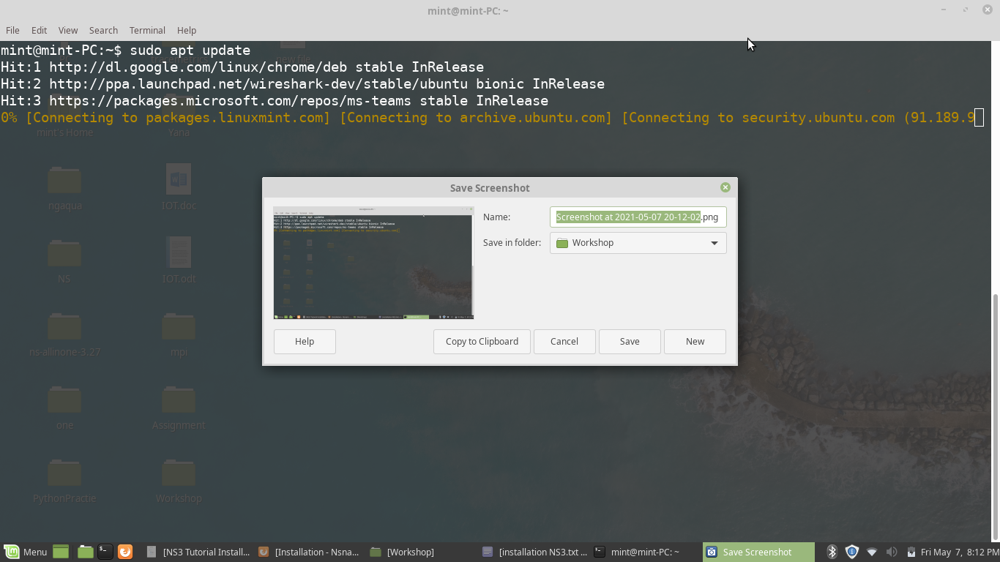 mint@mint-PC: ~
File Edit View Search Terminal Help
mint@mint-PC:~$ sudo apt update
Hit:1 http://dl.google.com/linux/chrome/deb stable InRelease
Hit:2 http://ppa.launchpad.net/wireshark-dev/stable/ubuntu bionic InRelease
Hit:3 https://packages.microsoft.com/repos/ms-teams stable InRelease
0% [Connecting to packages.linuxmint.com] [Connecting to archive.ubuntu.com] [Connecting to security.ubuntu.com (91.189.9
new file
mint's Home Yana
ngaqua IOT.doc
NS IOT.odt
ns-allinone-3.27 mpi
one Assignment
PythonPractie Workshop
Save Screenshot
Name: Screenshot at 2021-05-07 20-12-02.png
Save in folder: Workshop
Help Copy to Clipboard Cancel Save New
Menu [NS3 Tutorial Install... [Installation - Nsna... [Workshop] [installation NS3.txt ... mint@mint-PC: ~ Save Screenshot Fri May 7, 8:12 PM